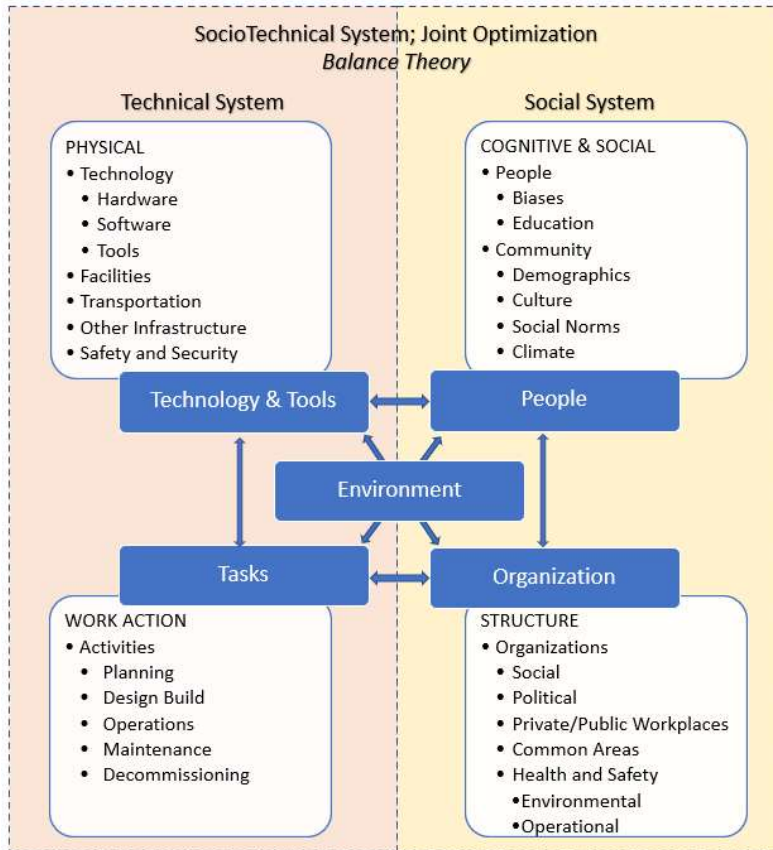 SocioTechnical System; Joint Optimization
Balance Theory
Technical System
PHYSICAL
• Technology
• Hardware
• Software
• Tools
• Facilities
• Transportation
• Other Infrastructure
• Safety and Security
Social System
COGNITIVE & SOCIAL
• People
• Biases
• Education
• Community
• Demographics
• Culture
• Social Norms
• Climate
Technology & Tools
People
Environment
Tasks
Organization
WORK ACTION
• Activities
• Planning
• Design Build
• Operations
• Maintenance
• Decommissioning
STRUCTURE
• Organizations
• Social
• Political
• Private/Public Workplaces
• Common Areas
• Health and Safety
•Environmental
•Operational